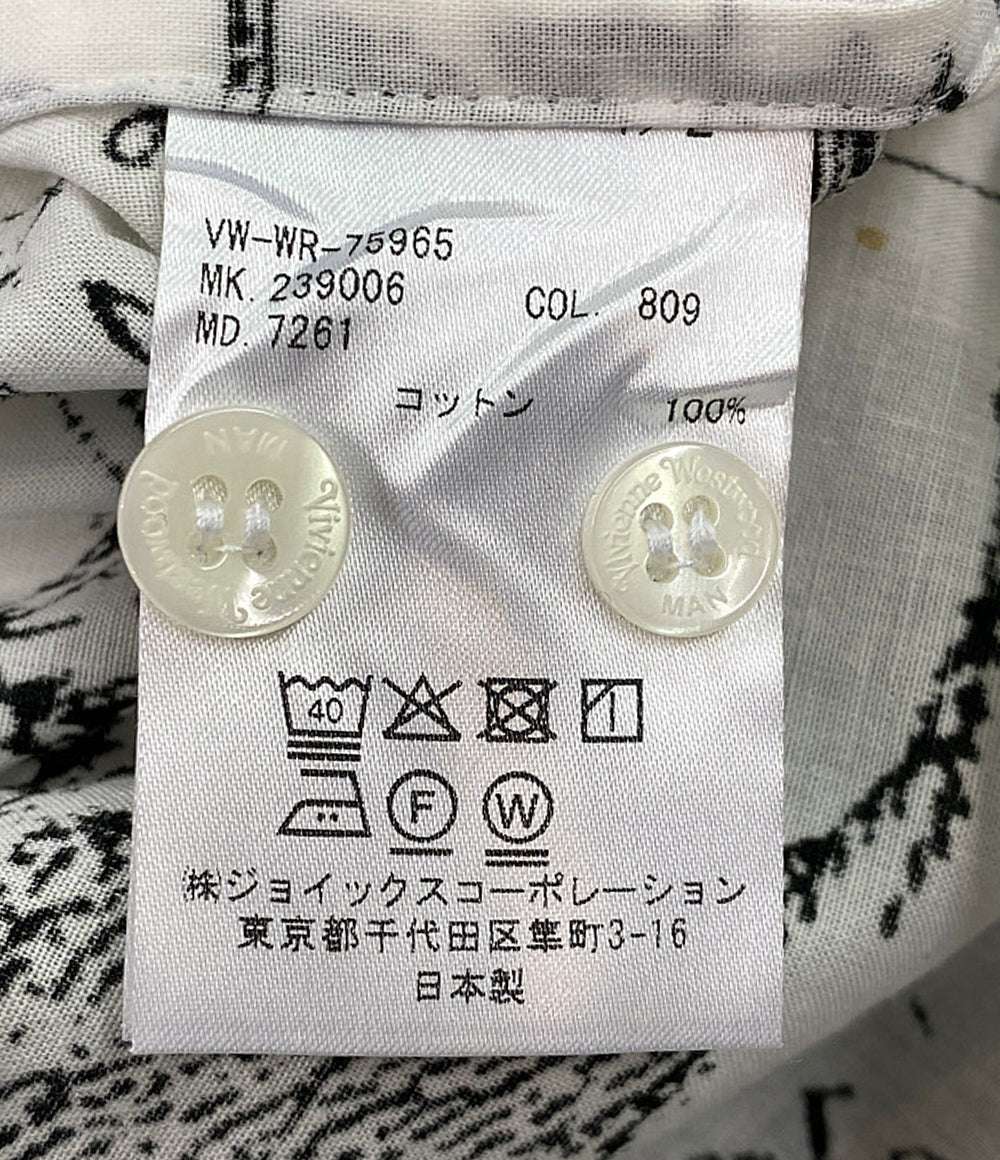 VW-WR-75965
MK. 239006
MD. 7261
COL. 809
コットン 100%
Vivienne Westwood
MAN
Vivienne Westwood
MAN
40
F
W
㈱ジョイックスコーポレーション
東京都千代田区隼町3-16
日本製